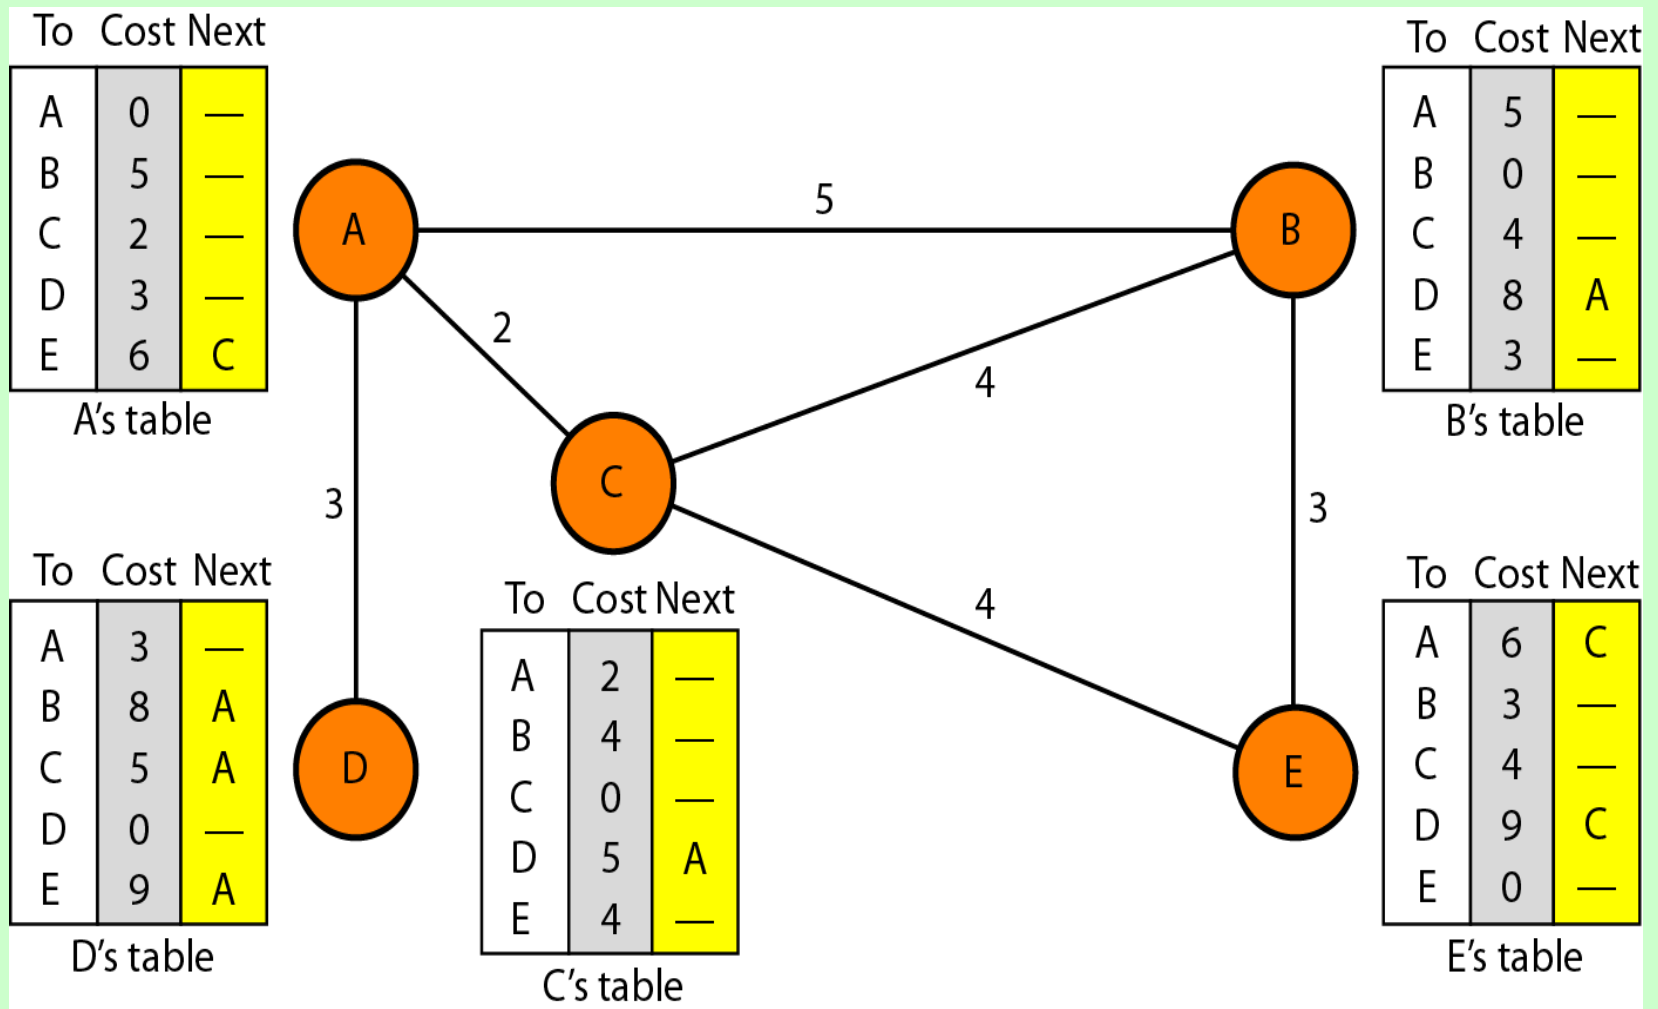 To Cost Next
A 0 —
B 5 —
C 2 —
D 3 —
E 6 C
A's table
To Cost Next
A 5 —
B 0 —
C 4 —
D 8 A
E 3 —
B's table
A
5
B
2
4
C
3
3
4
D
E
To Cost Next
A 3 —
B 8 A
C 5 A
D 0 —
E 9 A
D's table
To Cost Next
A 2 —
B 4 —
C 0 —
D 5 A
E 4 —
C's table
To Cost Next
A 6 C
B 3 —
C 4 —
D 9 C
E 0 —
E's table